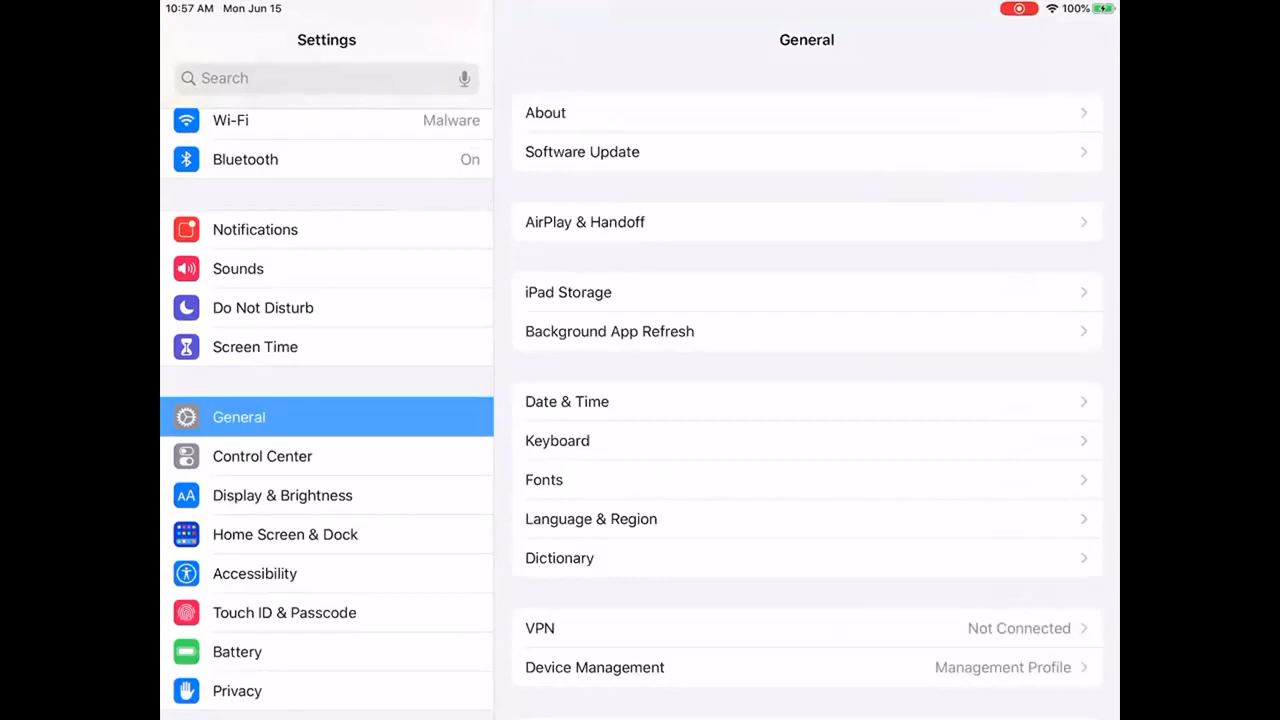 10:57 AM Mon Jun 15
100%
Settings
General
Search
Wi-Fi Malware
Bluetooth On
Notifications
Sounds
Do Not Disturb
Screen Time
General
Control Center
AA Display & Brightness
Home Screen & Dock
Accessibility
Touch ID & Passcode
Battery
Privacy
About
Software Update
AirPlay & Handoff
iPad Storage
Background App Refresh
Date & Time
Keyboard
Fonts
Language & Region
Dictionary
VPN Not Connected
Device Management Management Profile